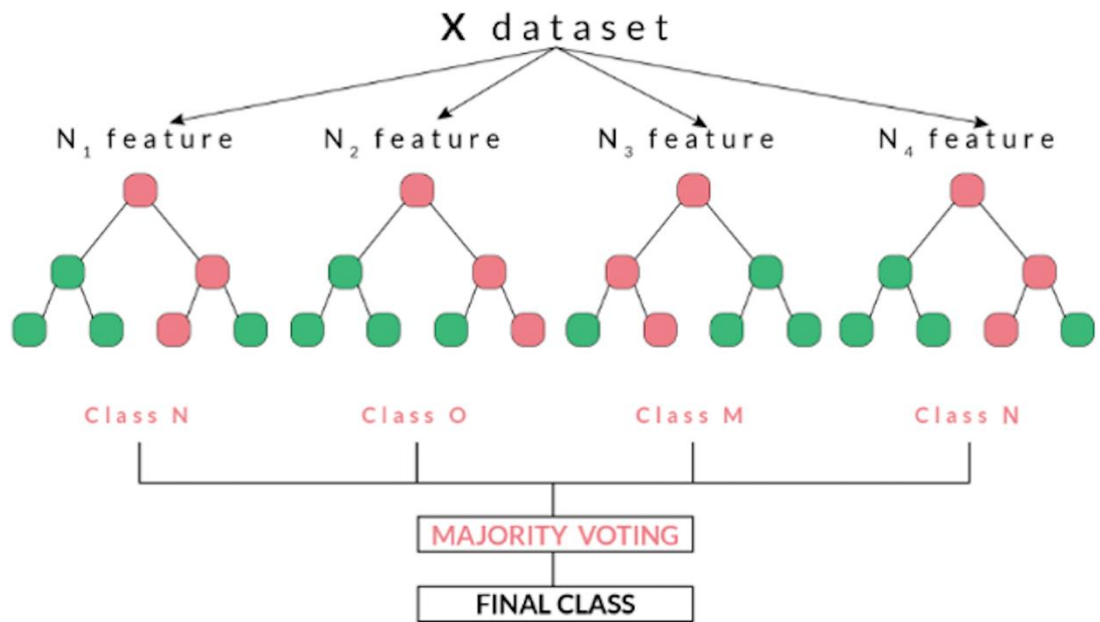 X dataset
N₁ feature N₂ feature N₃ feature N₄ feature
Class N Class O Class M Class N
MAJORITY VOTING
FINAL CLASS